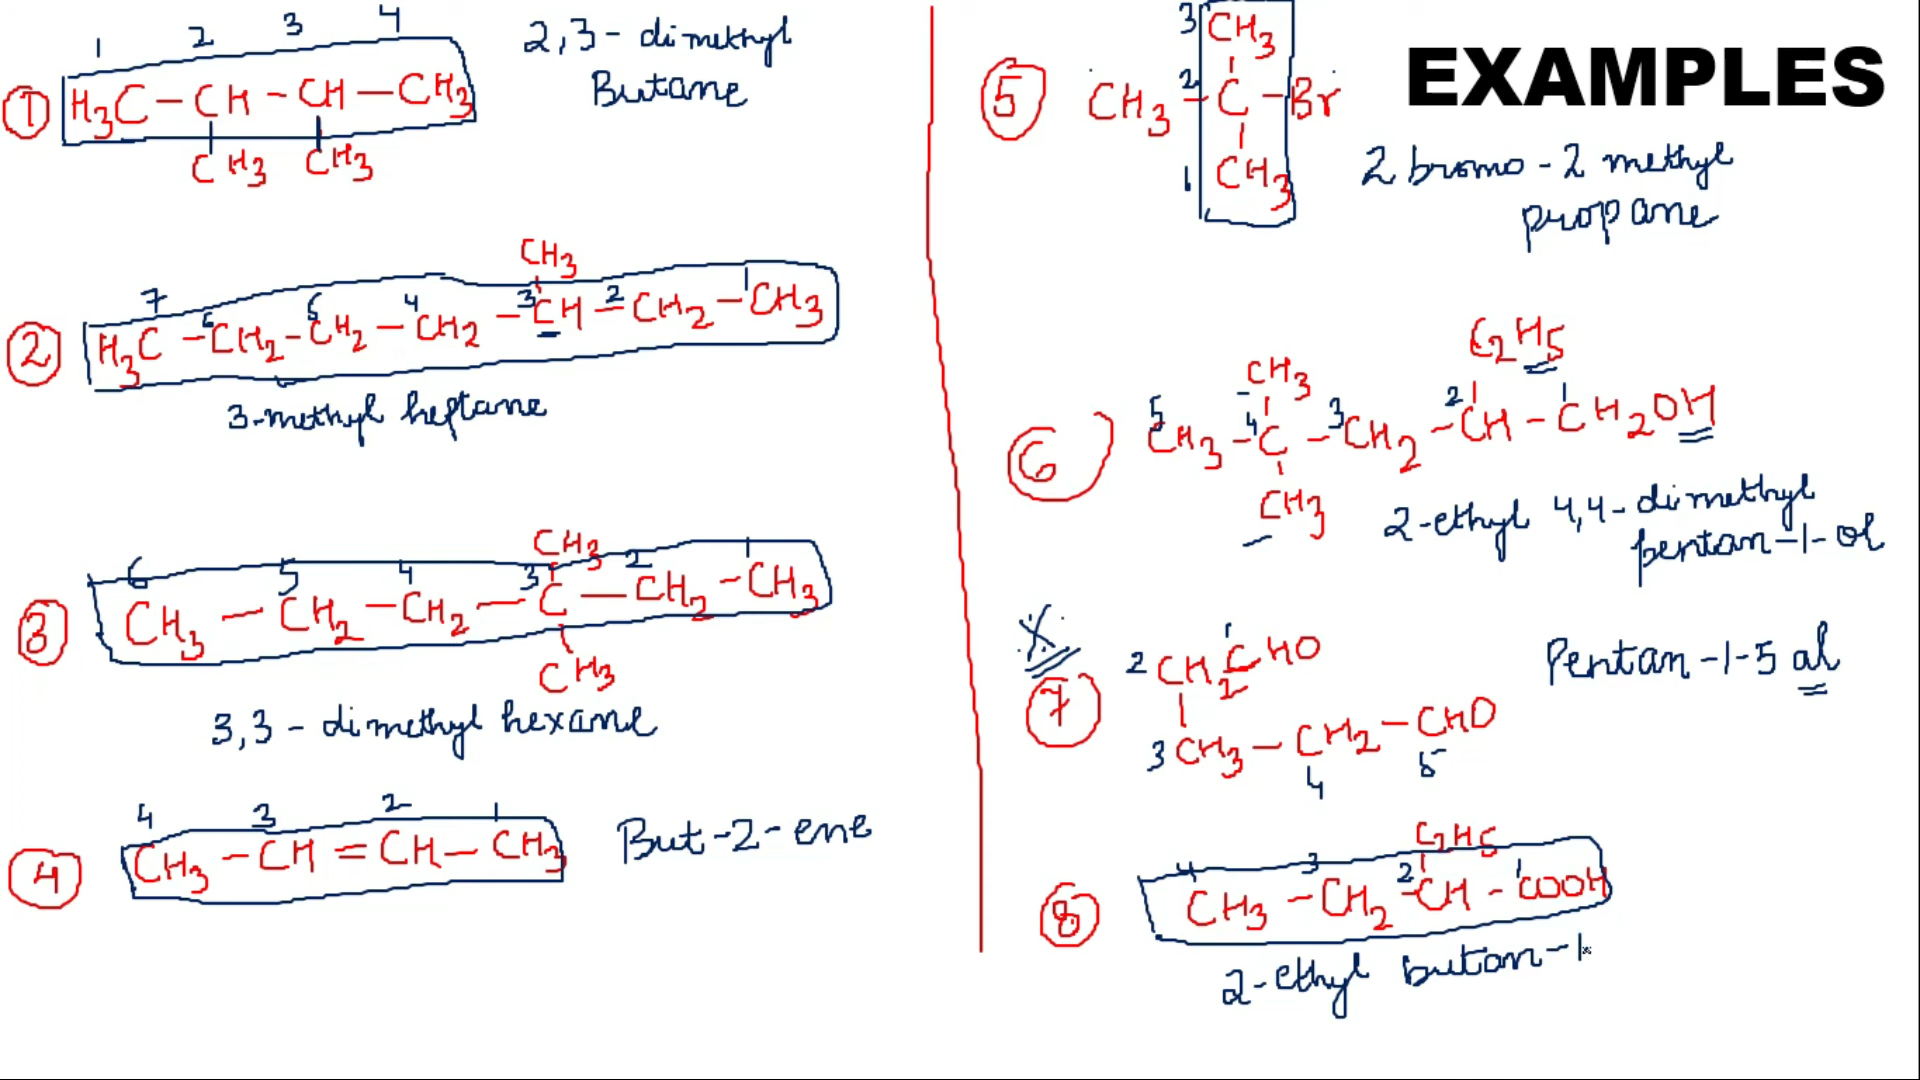 EXAMPLES
1 2 3 4
① H3C – CH – CH – CH3
CH3 CH3
2,3- dimethyl
Butane
CH3
7 6 5 4 3 2 1
② H3C – CH2 – CH2 – CH2 – CH – CH2 – CH3
3-methyl heptane
CH3
6 5 4 3 2 1
③ CH3 – CH2 – CH2 – C – CH2 – CH3
CH3
3,3 - dimethyl hexane
4 3 2 1
④ CH3 – CH = CH – CH3
But-2-ene
3 CH3
⑤ CH3 – 2 C – Br
1 CH3
2 bromo - 2 methyl
propane
CH3 C2H5
5 4 3 2 1
⑥ CH3 – C – CH2 – CH – CH2OH
CH3
2-ethyl 4,4-dimethyl
pentan-1-ol
X
1
2 CH2 CHO
⑦
3 CH3 – CH2 – CHO
4 5
Pentan-1-5 al
C2H5
4 3 2 1
⑧ CH3 – CH2 – CH – COOH
2-ethyl butan-1